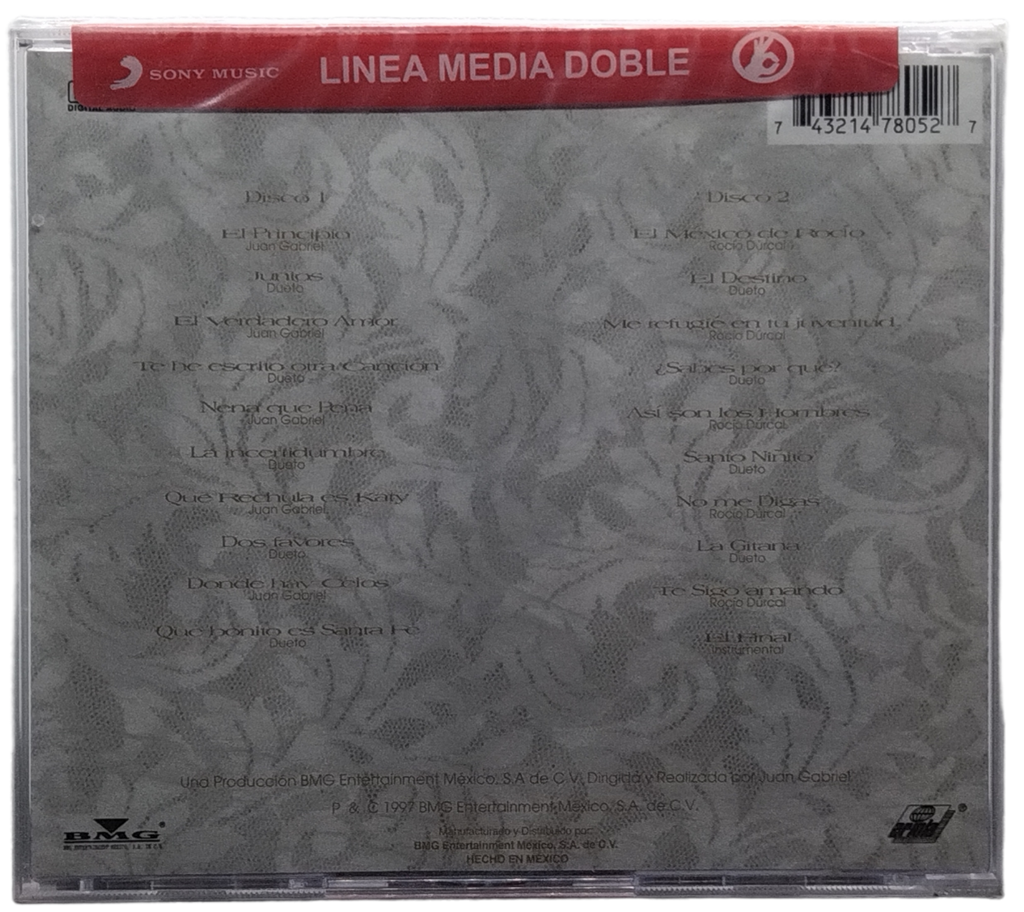 SONY MUSIC
LINEA MEDIA DOBLE
DIGITAL AUDIO
7 43214 78052 7
Disco 1
El Principio
Juan Gabriel
Juntos
Dueto
El Verdadero Amor
Juan Gabriel
Te he escrito otra Canción
Dueto
Nena que Pena
Juan Gabriel
La incertidumbre
Dueto
Qué Rechula es Katy
Juan Gabriel
Dos favores
Dueto
Donde hay Celos
Juan Gabriel
Que bonito es Santa Fe
Dueto
Disco 2
El México de Rocío
Rocío Dúrcal
El Destino
Dueto
Me refugié en tu juventud
Rocío Dúrcal
¿Sabes por qué?
Dueto
Así son los Hombres
Rocío Dúrcal
Santo Niñito
Dueto
No me Digas
Rocío Dúrcal
La Gitana
Dueto
Te Sigo amando
Rocío Dúrcal
El Final
Instrumental
Una Producción BMG Entertainment México, S.A de C.V. Dirigida y Realizada por Juan Gabriel
P & C 1997 BMG Entertainment México, S.A. de C.V.
Manufacturado y Distribuido por:
BMG Entertainment México, S.A. de C.V.
HECHO EN MEXICO
BMG®
ariola ®